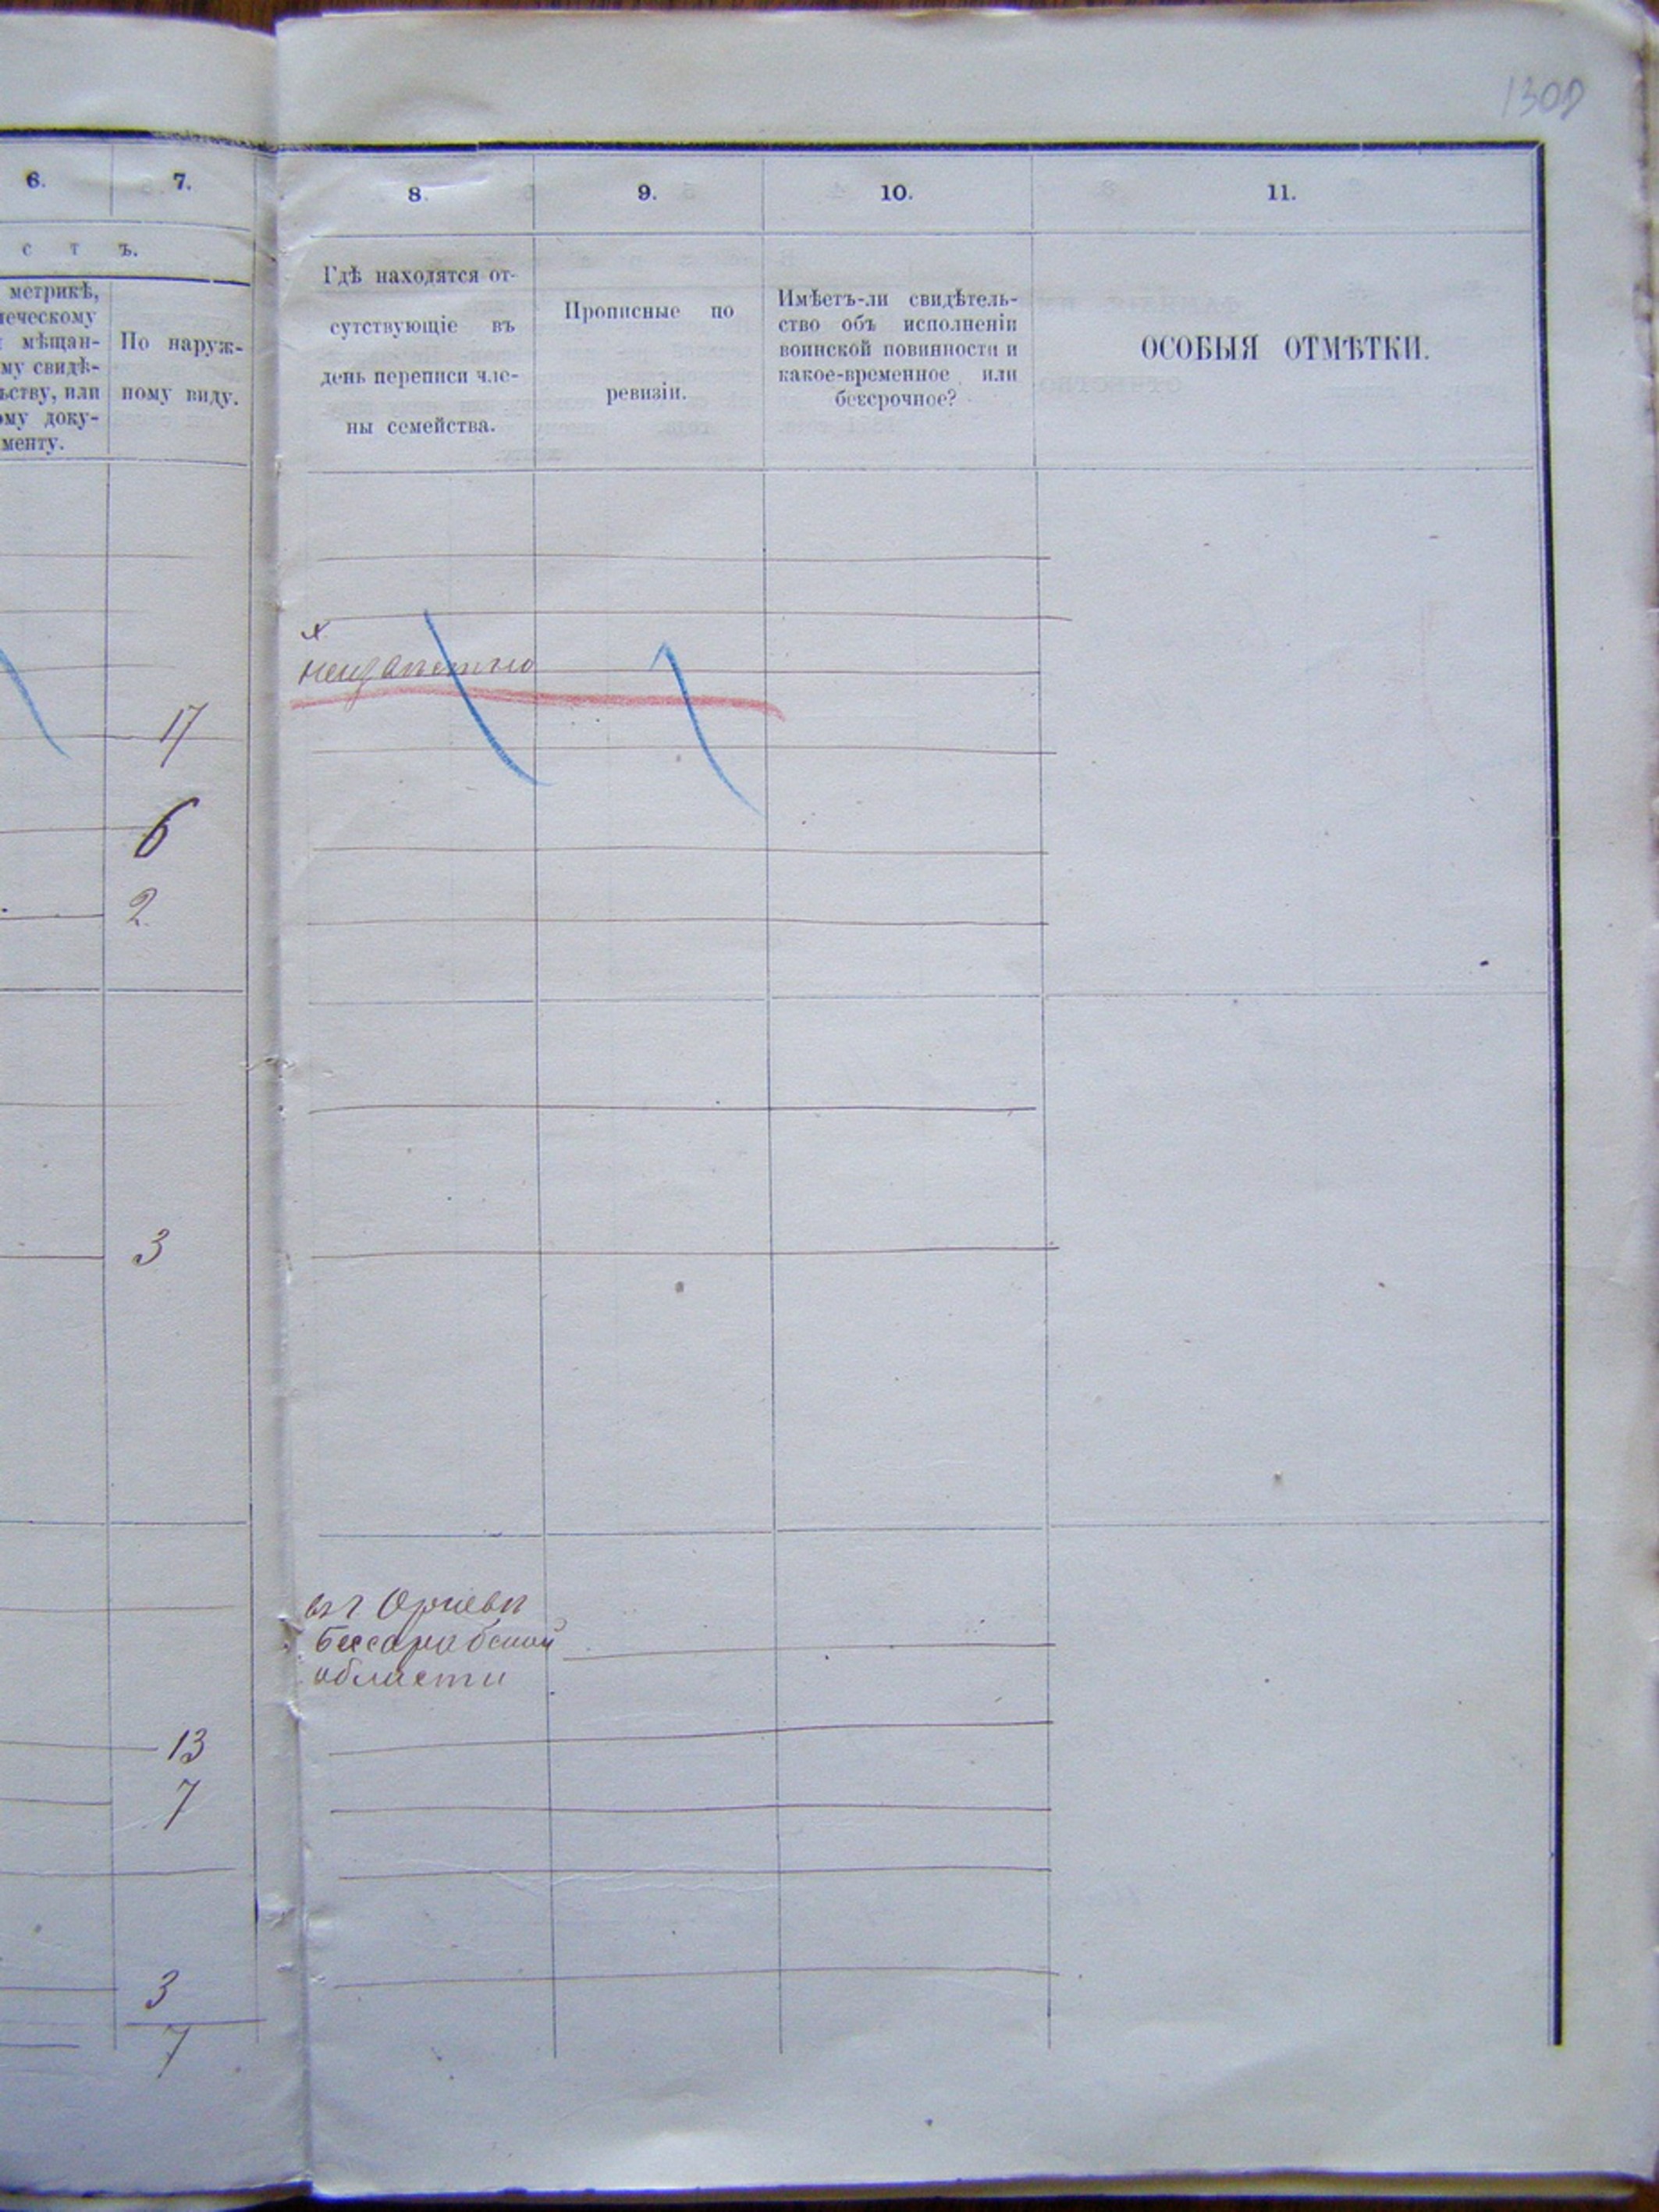 1308
6.
7.
8.
9.
10.
11.
с т ъ.
метрикѣ,
ическому
мѣщан-
му свидѣ-
ьству, или
ому доку-
менту.
По наруж-
ному виду.
Гдѣ находятся от-
сутствующіе въ
день переписи чле-
ны семейства.
Прописные по
ревизіи.
Имѣетъ-ли свидѣтель-
ство объ исполненіи
воинской повинности и
какое-временное или
безсрочное?
ОСОБЫЯ ОТМѢТКИ.
х
неизвѣстно
17
6
2
3
въ г Оргѣевѣ
Бессарабской
области
13
7
3
7